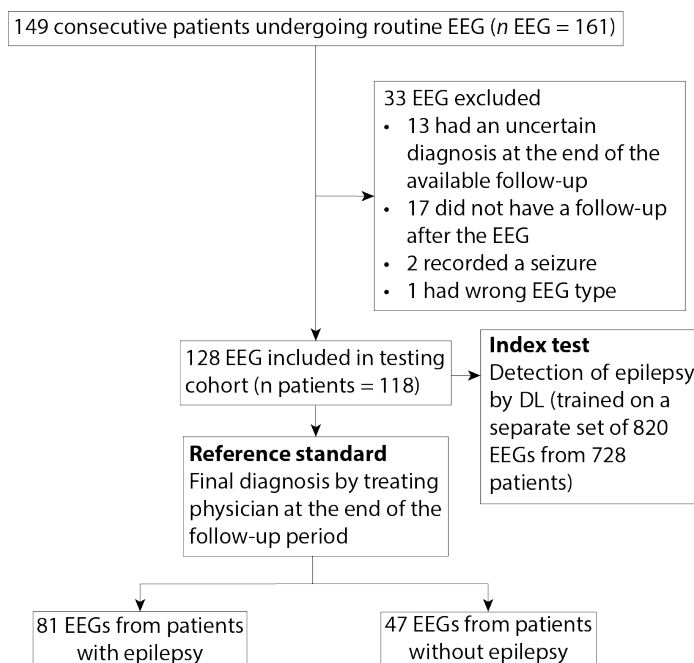 149 consecutive patients undergoing routine EEG (n EEG = 161)
33 EEG excluded
• 13 had an uncertain
diagnosis at the end of the
available follow-up
• 17 did not have a follow-up
after the EEG
• 2 recorded a seizure
• 1 had wrong EEG type
128 EEG included in testing
cohort (n patients = 118)
Index test
Detection of epilepsy
by DL (trained on a
separate set of 820
EEGs from 728
patients)
Reference standard
Final diagnosis by treating
physician at the end of the
follow-up period
81 EEGs from patients
with epilepsy
47 EEGs from patients
without epilepsy